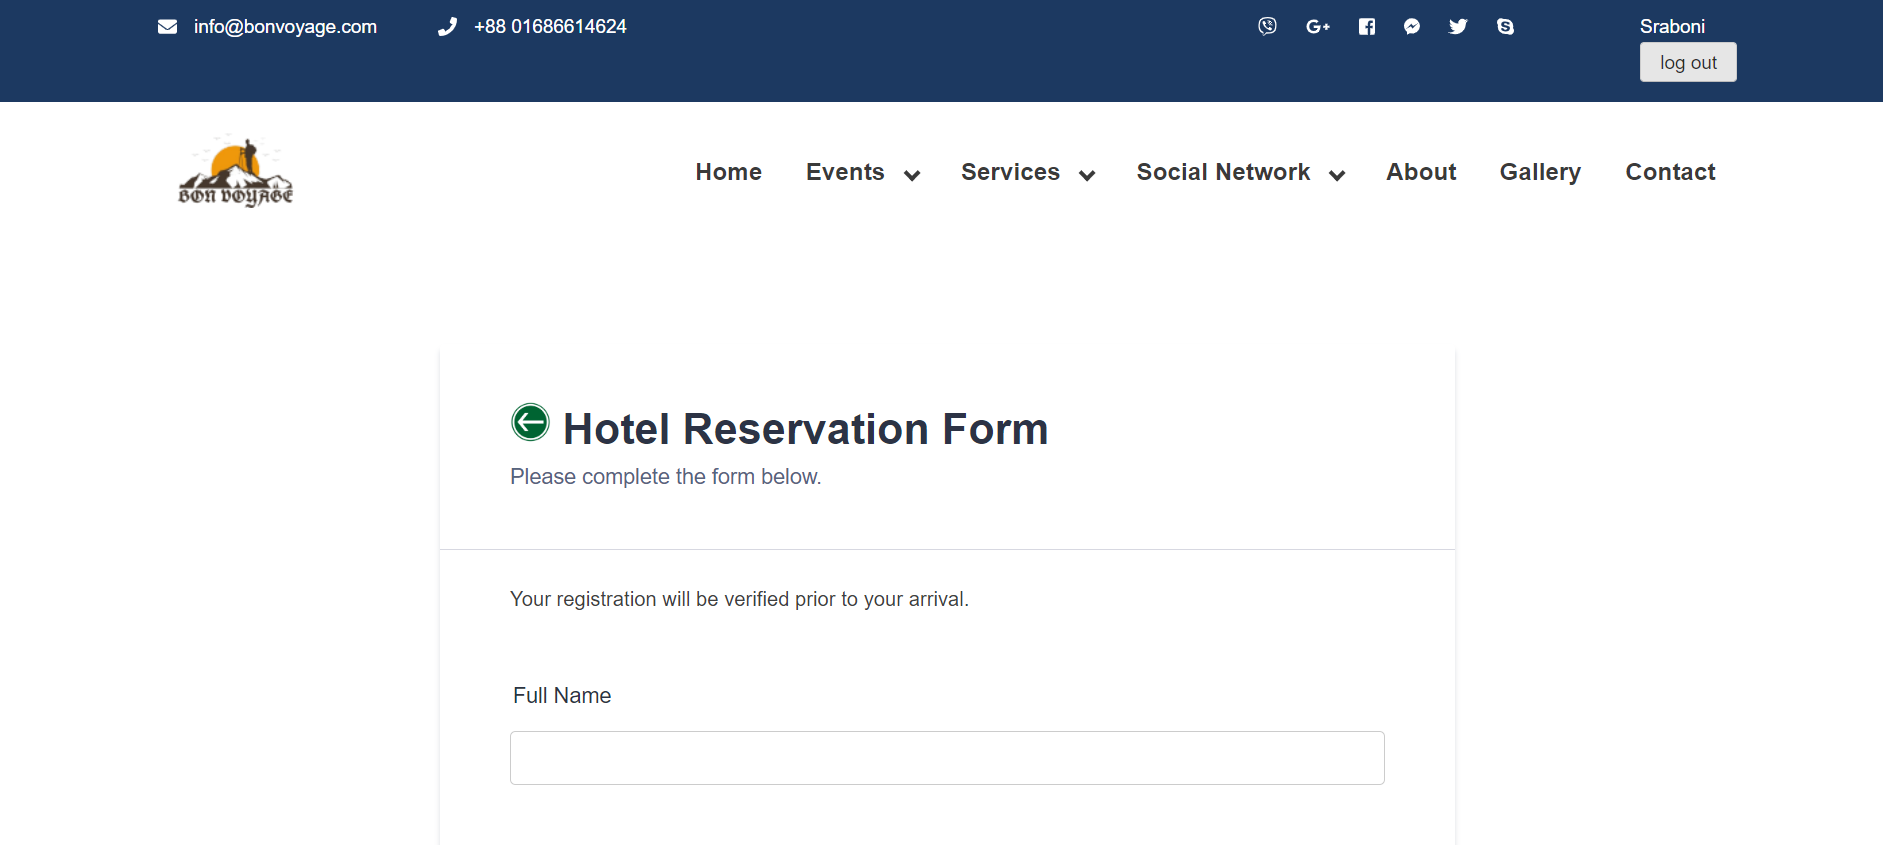 info@bonvoyage.com +88 01686614624 Sraboni
log out
BON VOYAGE
Home Events Services Social Network About Gallery Contact
Hotel Reservation Form
Please complete the form below.
Your registration will be verified prior to your arrival.
Full Name